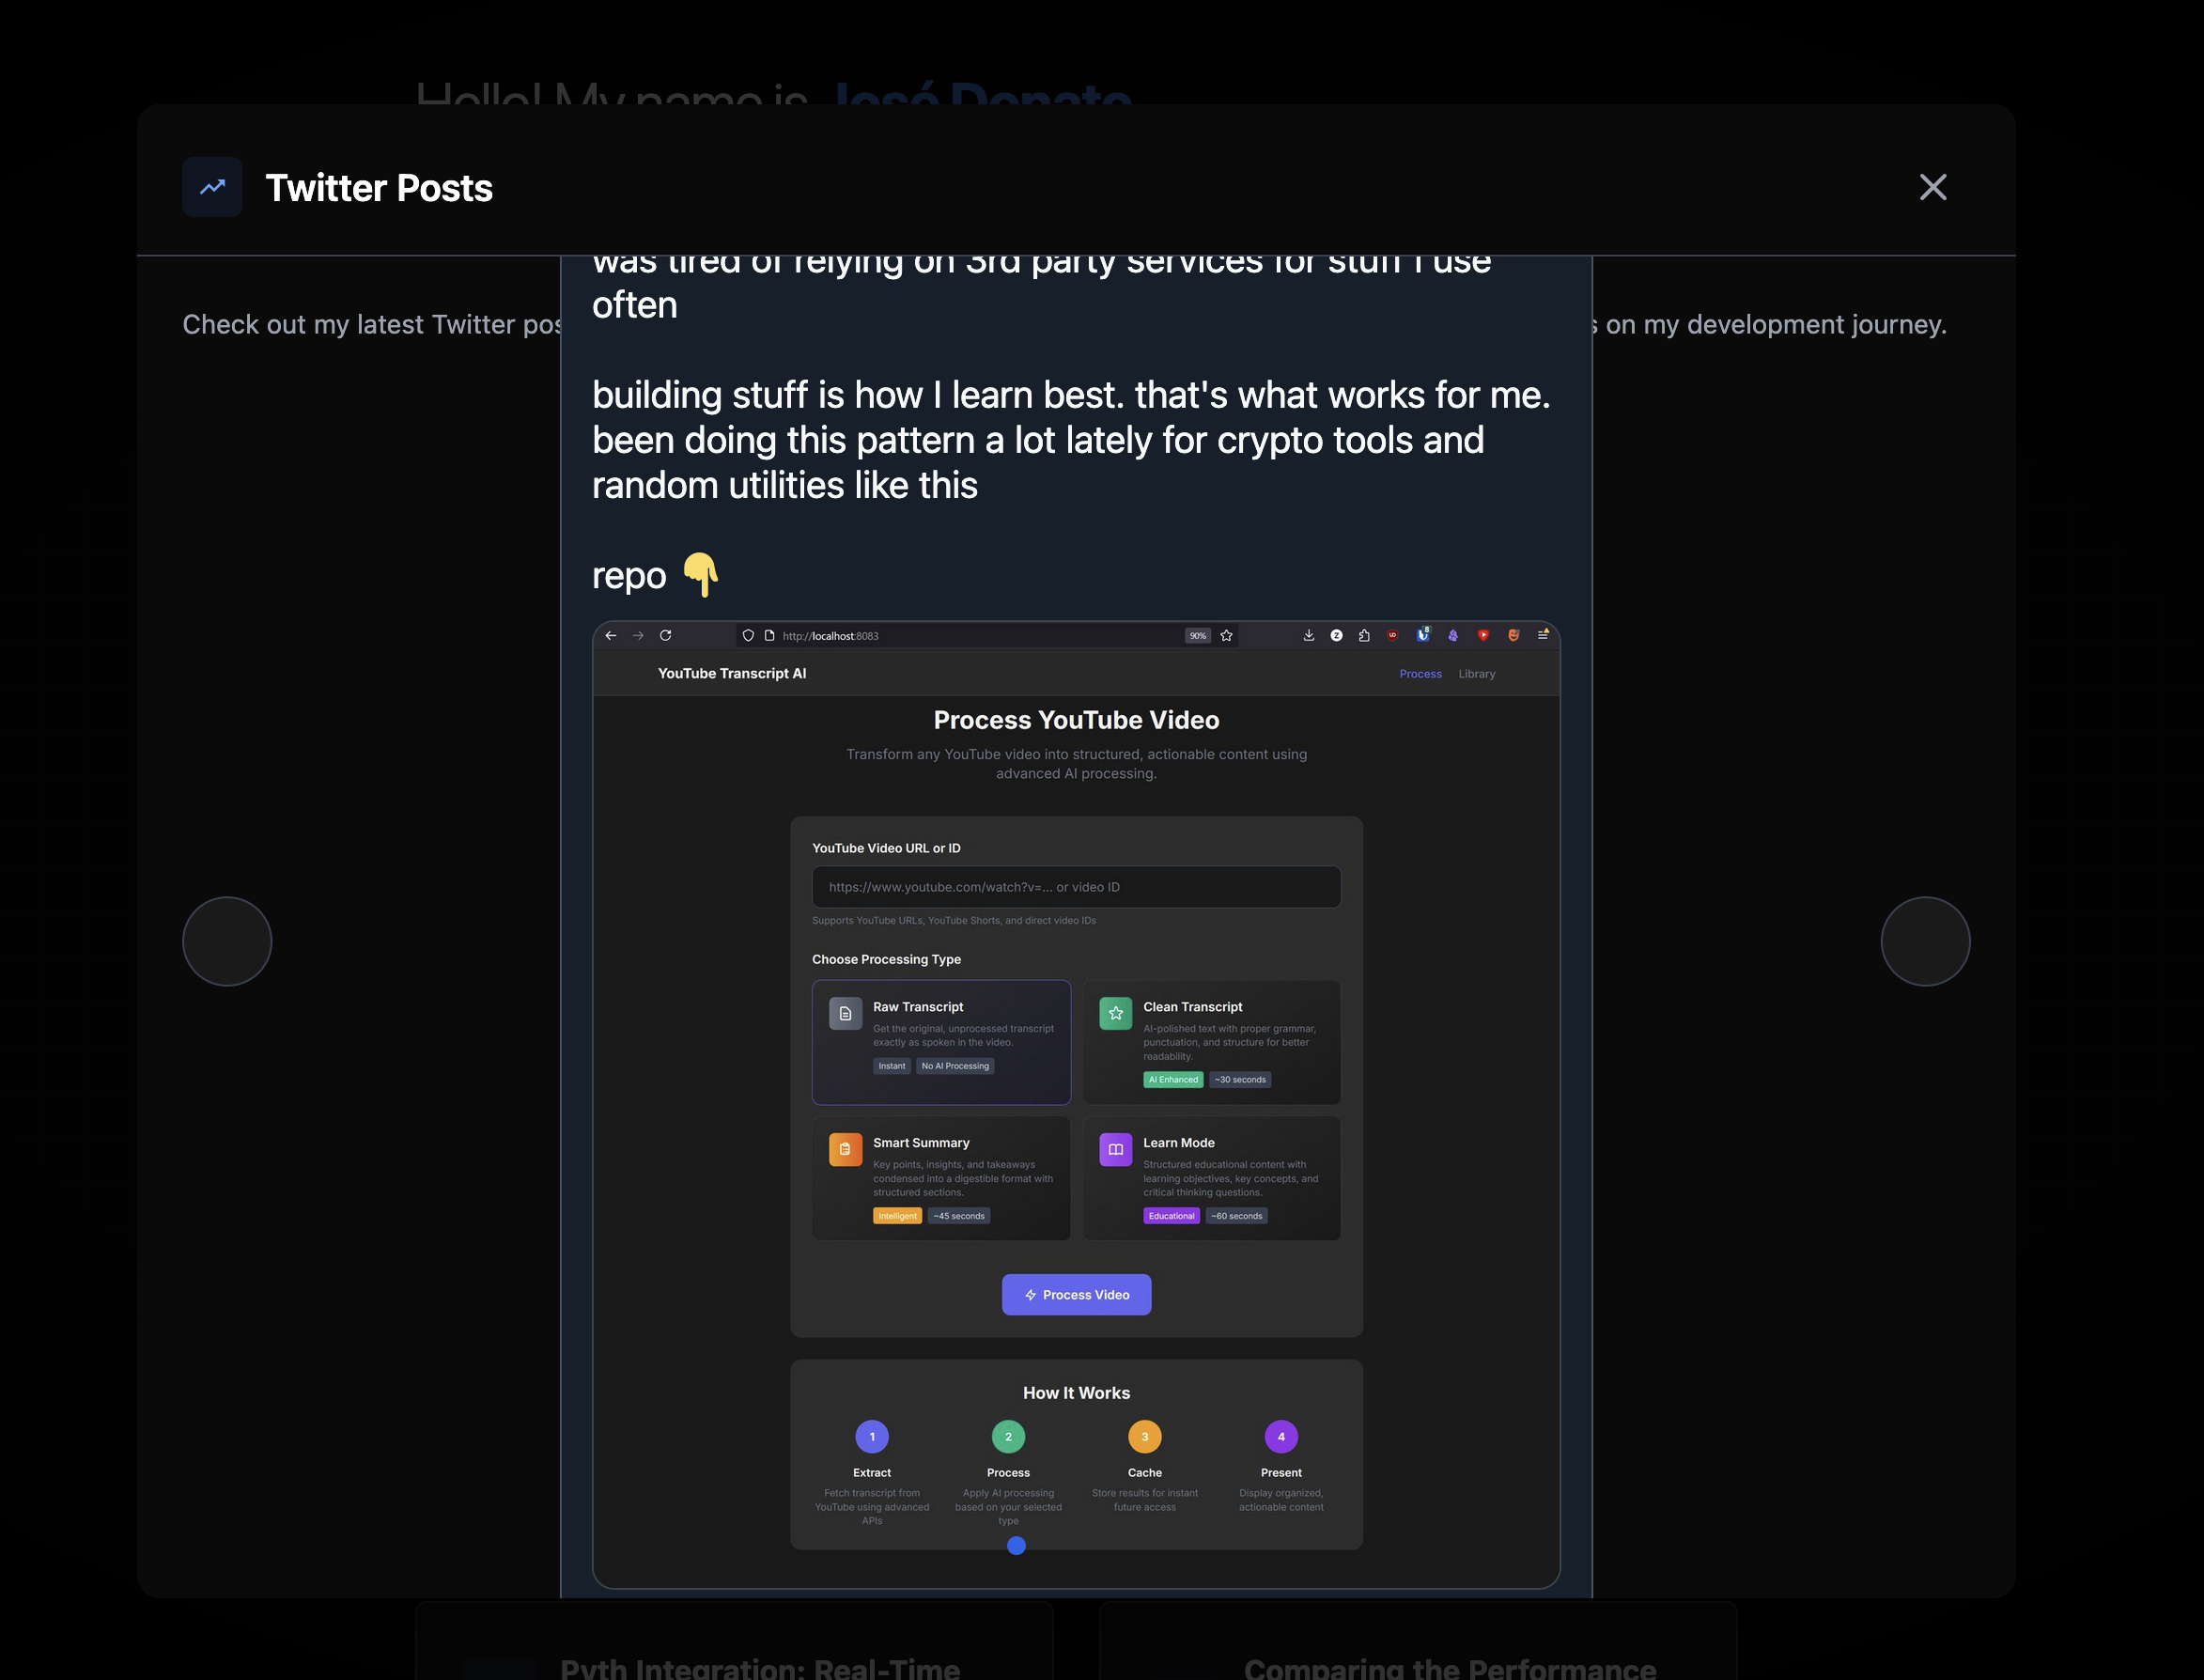 Hello! My name is José Donato
Twitter Posts
was tired of relying on 3rd party services for stuff I use
often
Check out my latest Twitter pos
s on my development journey.
building stuff is how I learn best. that's what works for me.
been doing this pattern a lot lately for crypto tools and
random utilities like this
repo 👇
http://localhost:8083
90%
YouTube Transcript AI
Process
Library
Process YouTube Video
Transform any YouTube video into structured, actionable content using
advanced AI processing.
YouTube Video URL or ID
https://www.youtube.com/watch?v=... or video ID
Supports YouTube URLs, YouTube Shorts, and direct video IDs
Choose Processing Type
Raw Transcript
Get the original, unprocessed transcript
exactly as spoken in the video.
Instant
No AI Processing
Clean Transcript
AI-polished text with proper grammar,
punctuation, and structure for better
readability.
AI Enhanced
~30 seconds
Smart Summary
Key points, insights, and takeaways
condensed into a digestible format with
structured sections.
Intelligent
~45 seconds
Learn Mode
Structured educational content with
learning objectives, key concepts, and
critical thinking questions.
Educational
~60 seconds
Process Video
How It Works
1
Extract
Fetch transcript from
YouTube using advanced
APIs
2
Process
Apply AI processing
based on your selected
type
3
Cache
Store results for instant
future access
4
Present
Display organized,
actionable content
Pyth Integration: Real-Time
Comparing the Performance